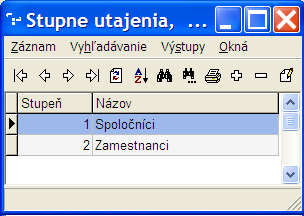 Stupne utajenia, ...
Záznam Vyhľadávanie Výstupy Okná
Stupeň Názov
1 Spoločníci
2 Zamestnanci